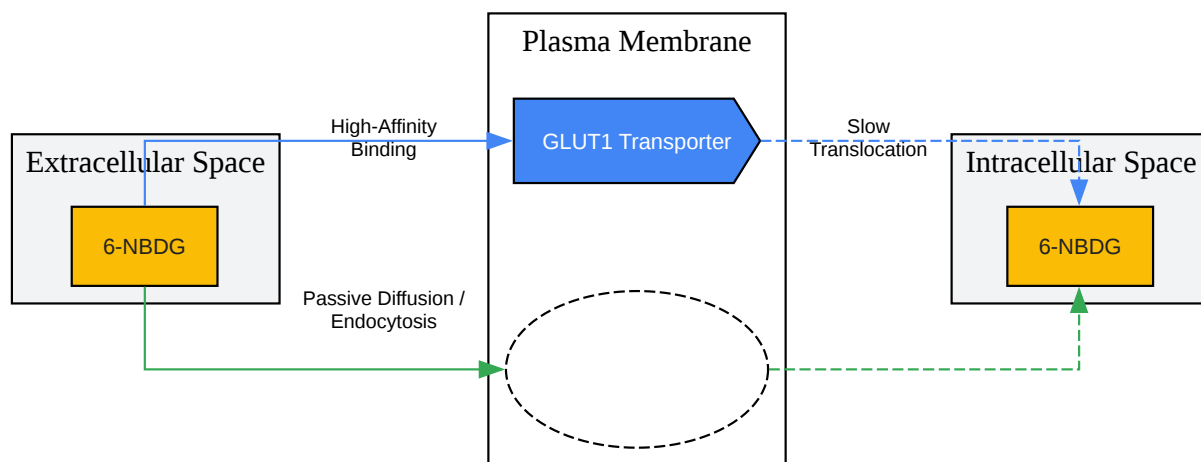 Plasma Membrane
High-Affinity
Binding
GLUT1 Transporter
Slow
Translocation
Extracellular Space
6-NBDG
Intracellular Space
6-NBDG
Passive Diffusion /
Endocytosis